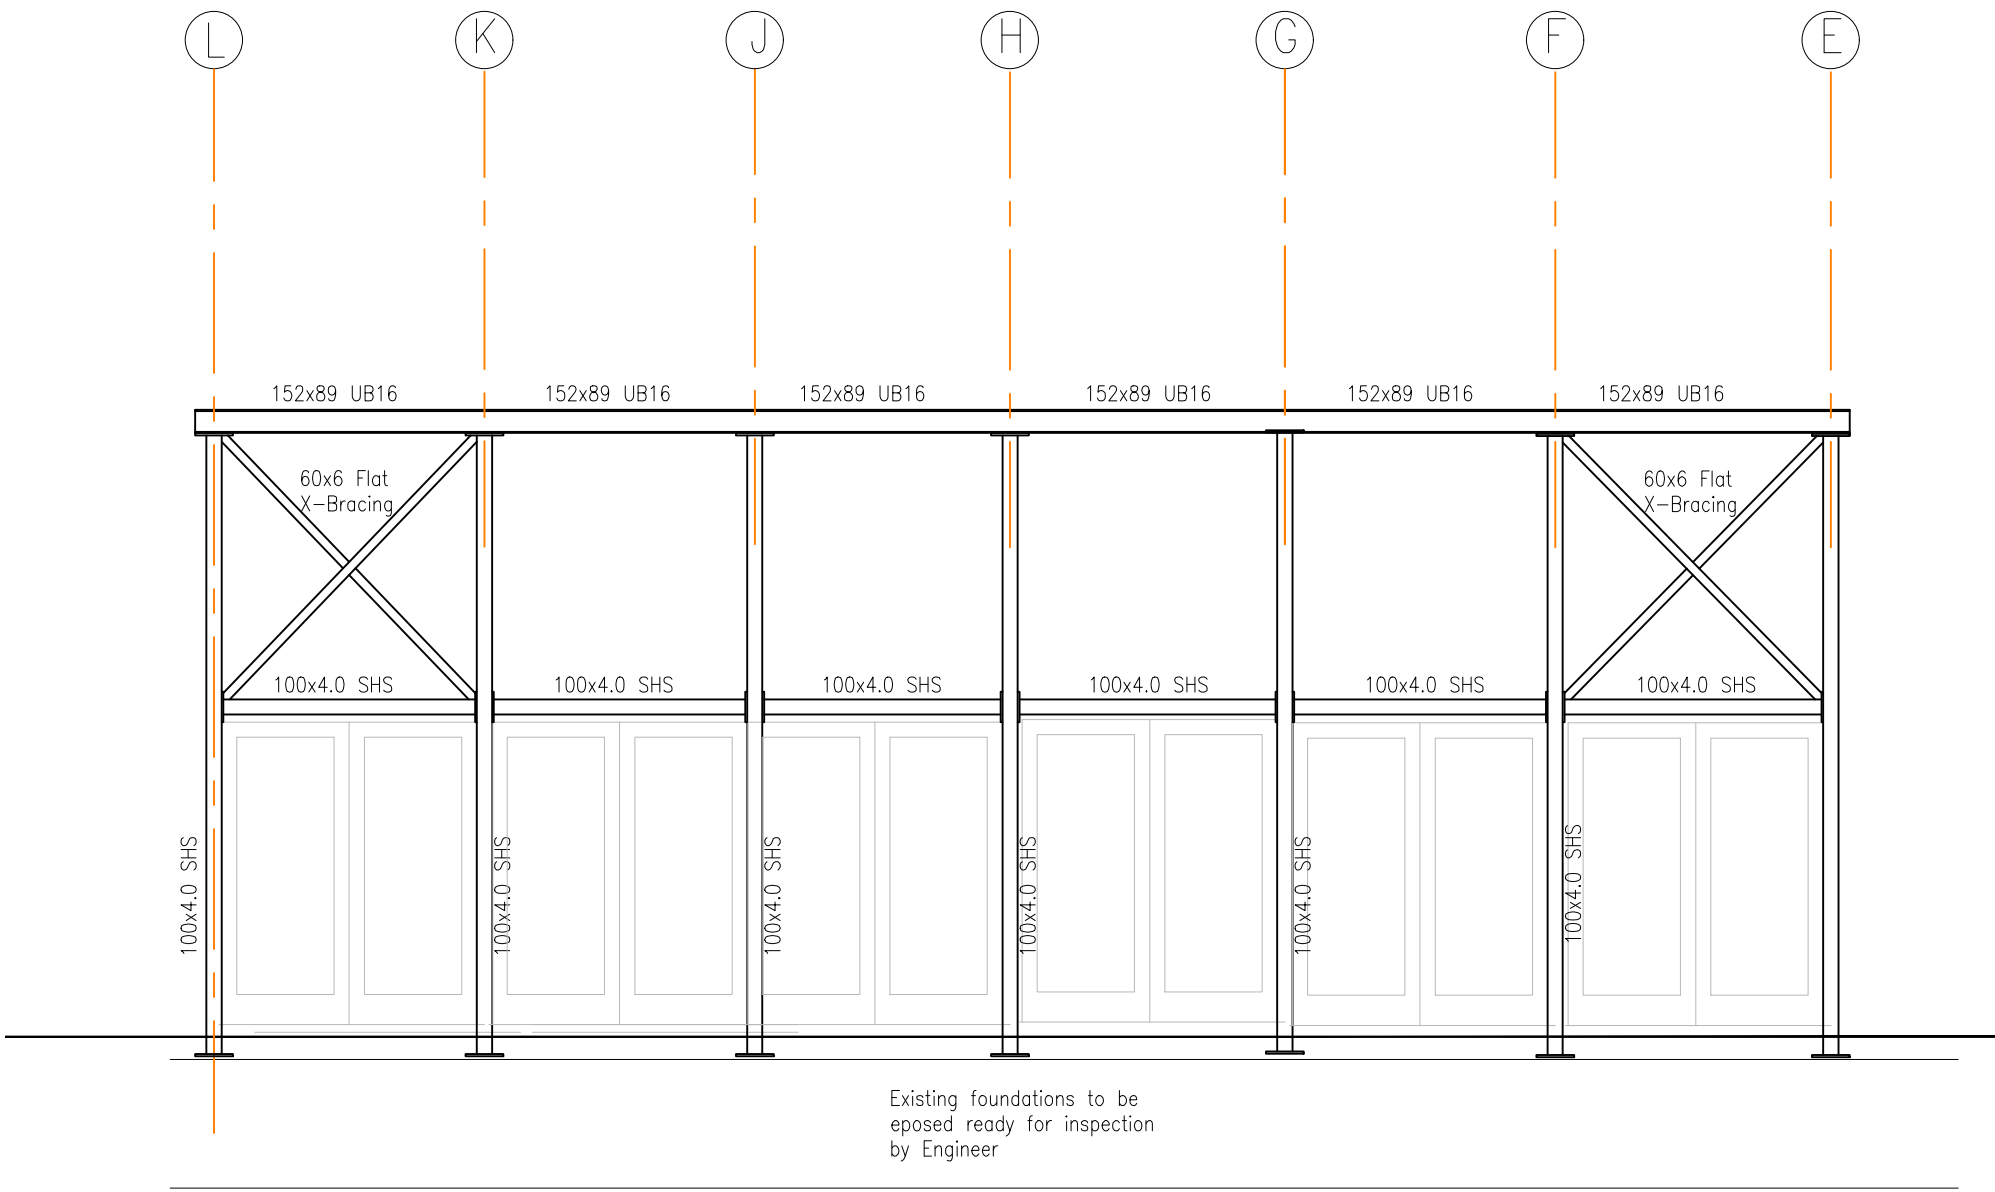 L K J H G F E
152x89 UB16 152x89 UB16 152x89 UB16 152x89 UB16 152x89 UB16 152x89 UB16
60x6 Flat
X-Bracing
60x6 Flat
X-Bracing
100x4.0 SHS 100x4.0 SHS 100x4.0 SHS 100x4.0 SHS 100x4.0 SHS 100x4.0 SHS
100x4.0 SHS
100x4.0 SHS
100x4.0 SHS
100x4.0 SHS
100x4.0 SHS
100x4.0 SHS
Existing foundations to be
eposed ready for inspection
by Engineer